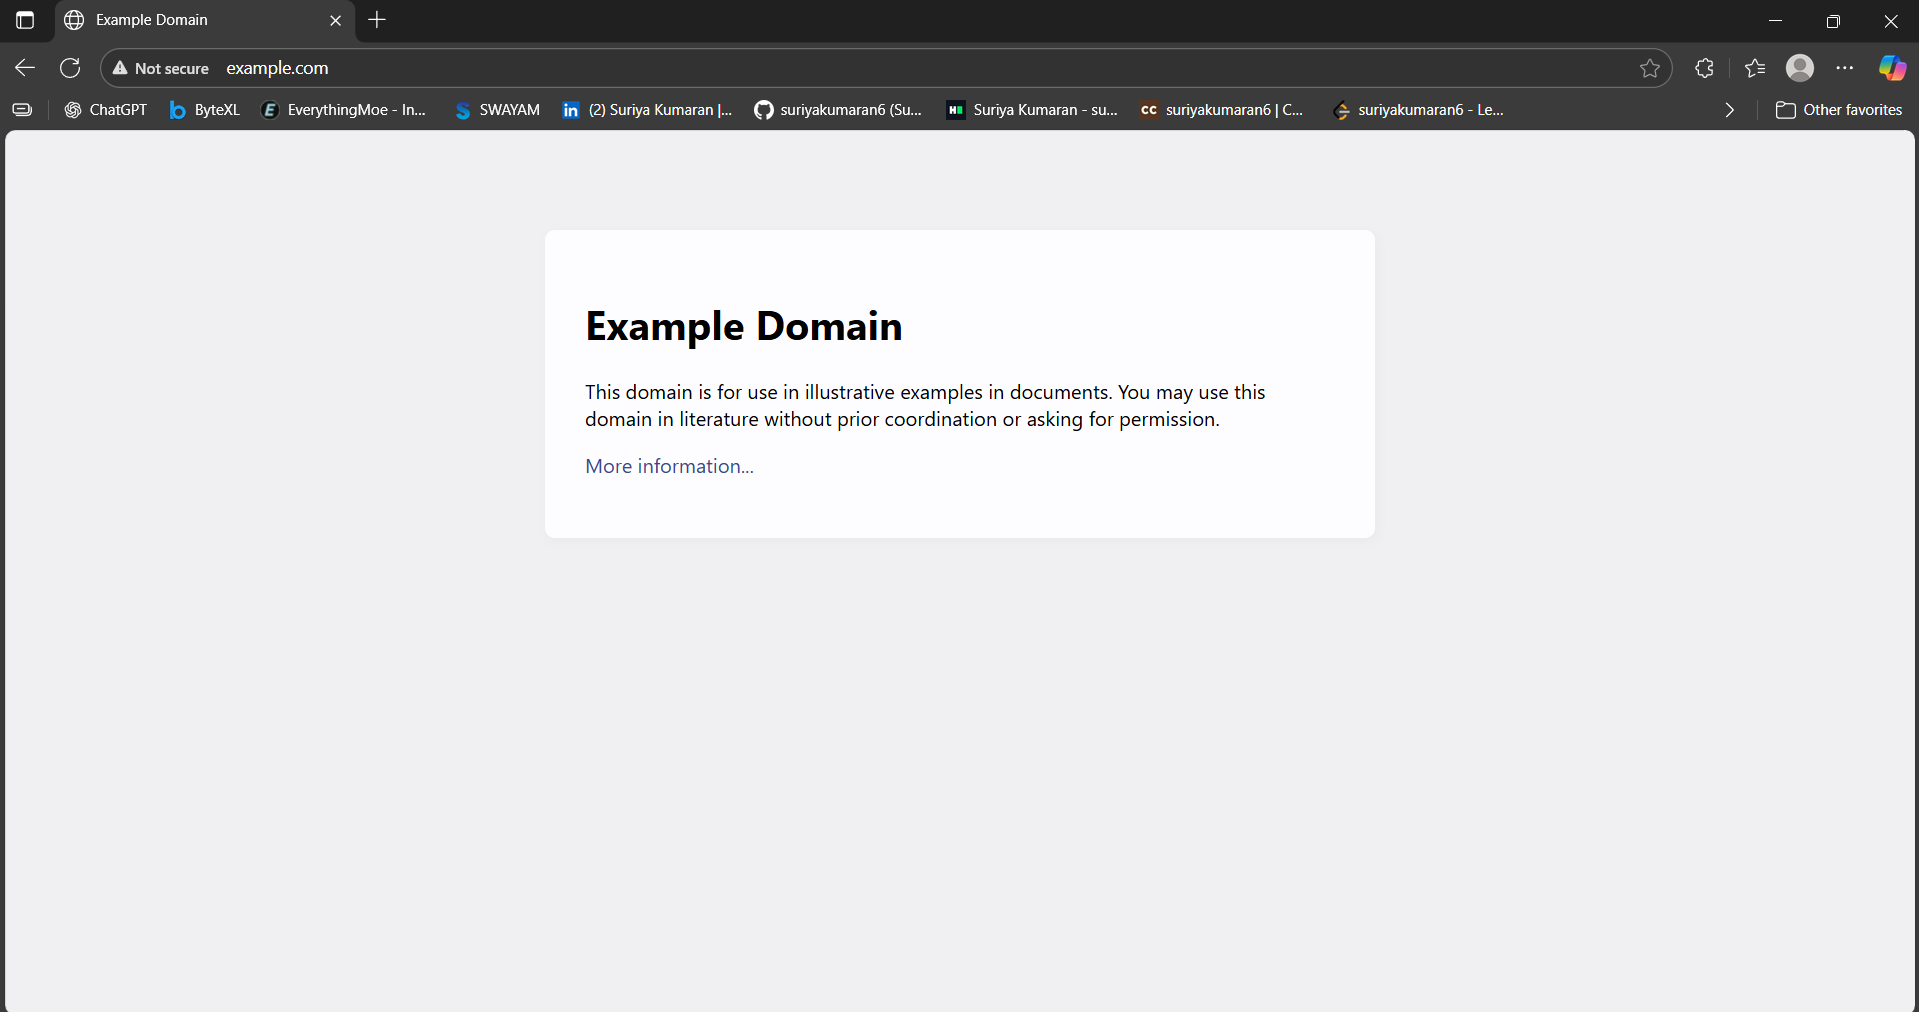 Example Domain
Not secure example.com
ChatGPT ByteXL EverythingMoe - In... SWAYAM (2) Suriya Kumaran |... suriyakumaran6 (Su... Suriya Kumaran - su... suriyakumaran6 | C... suriyakumaran6 - Le... Other favorites
Example Domain
This domain is for use in illustrative examples in documents. You may use this
domain in literature without prior coordination or asking for permission.
More information...